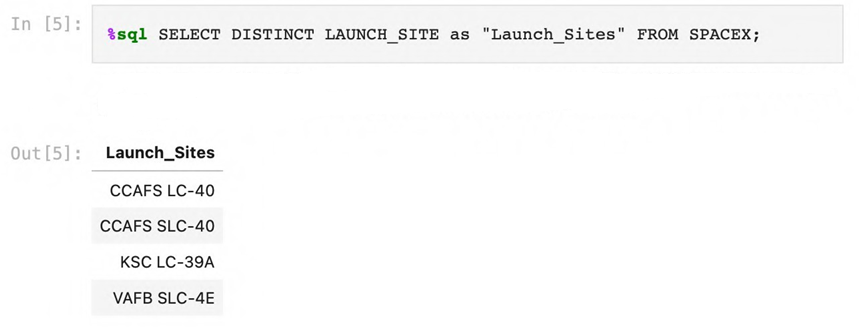 In [5]: %sql SELECT DISTINCT LAUNCH_SITE as "Launch_Sites" FROM SPACEX;
Out[5]: Launch_Sites
CCAFS LC-40
CCAFS SLC-40
KSC LC-39A
VAFB SLC-4E